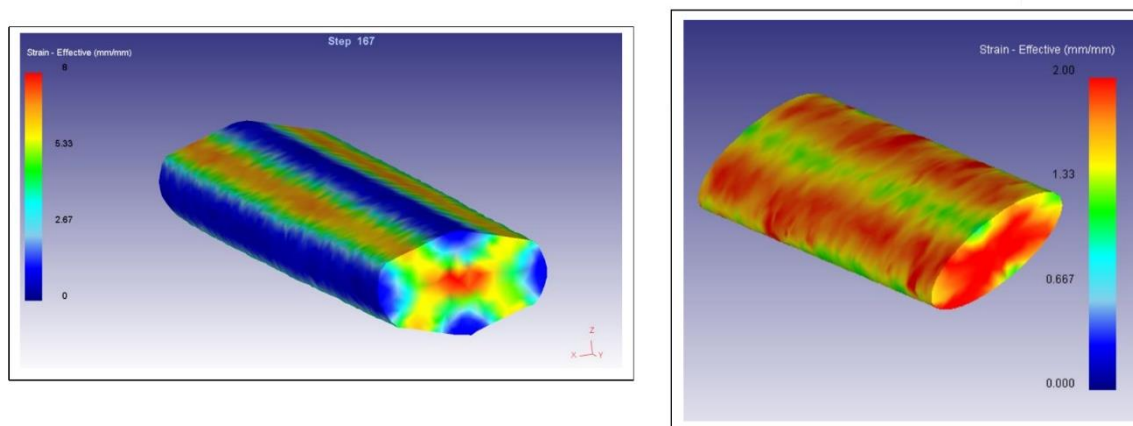 Step 167
Strain - Effective (mm/mm)
8
5.33
2.67
0
Z
X
Y
Strain - Effective (mm/mm)
2.00
1.33
0.667
0.000